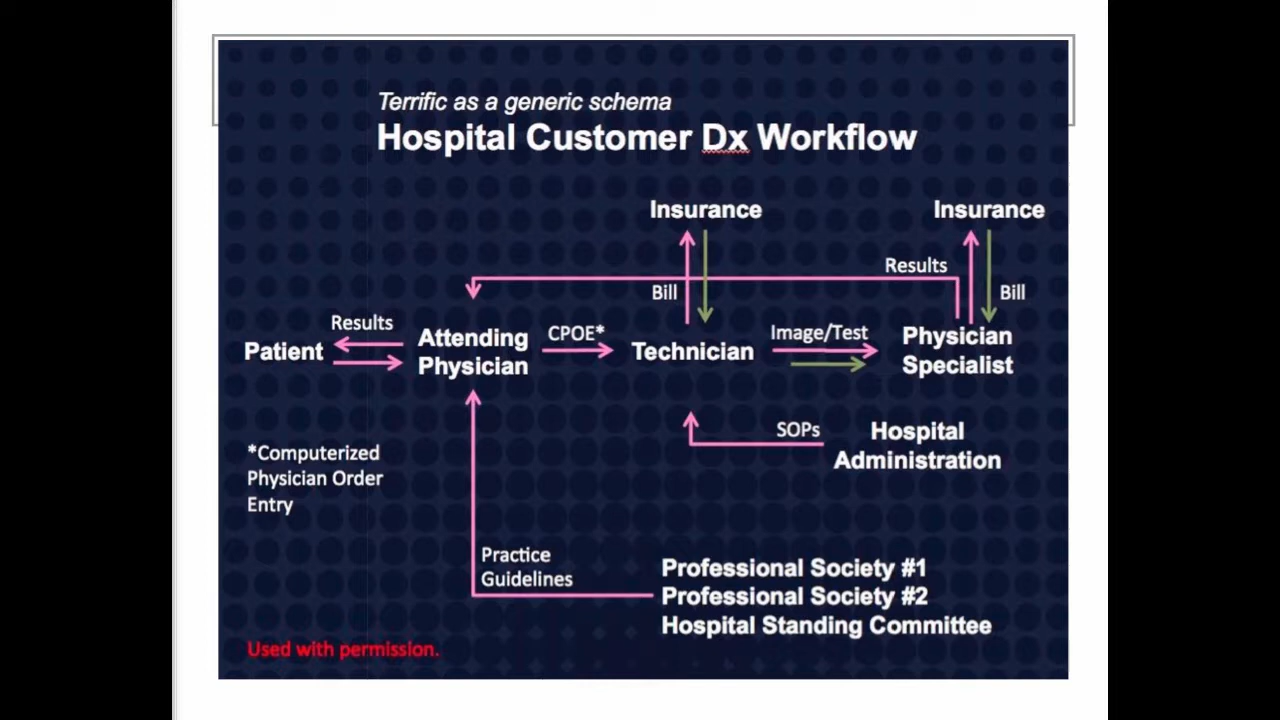 Terrific as a generic schema
Hospital Customer Dx Workflow
Insurance
Insurance
Results
Bill
Bill
Results
CPOE*
Image/Test
Patient
Attending
Physician
Technician
Physician
Specialist
SOPs
Hospital
Administration
*Computerized
Physician Order
Entry
Practice
Guidelines
Professional Society #1
Professional Society #2
Hospital Standing Committee
Used with permission.